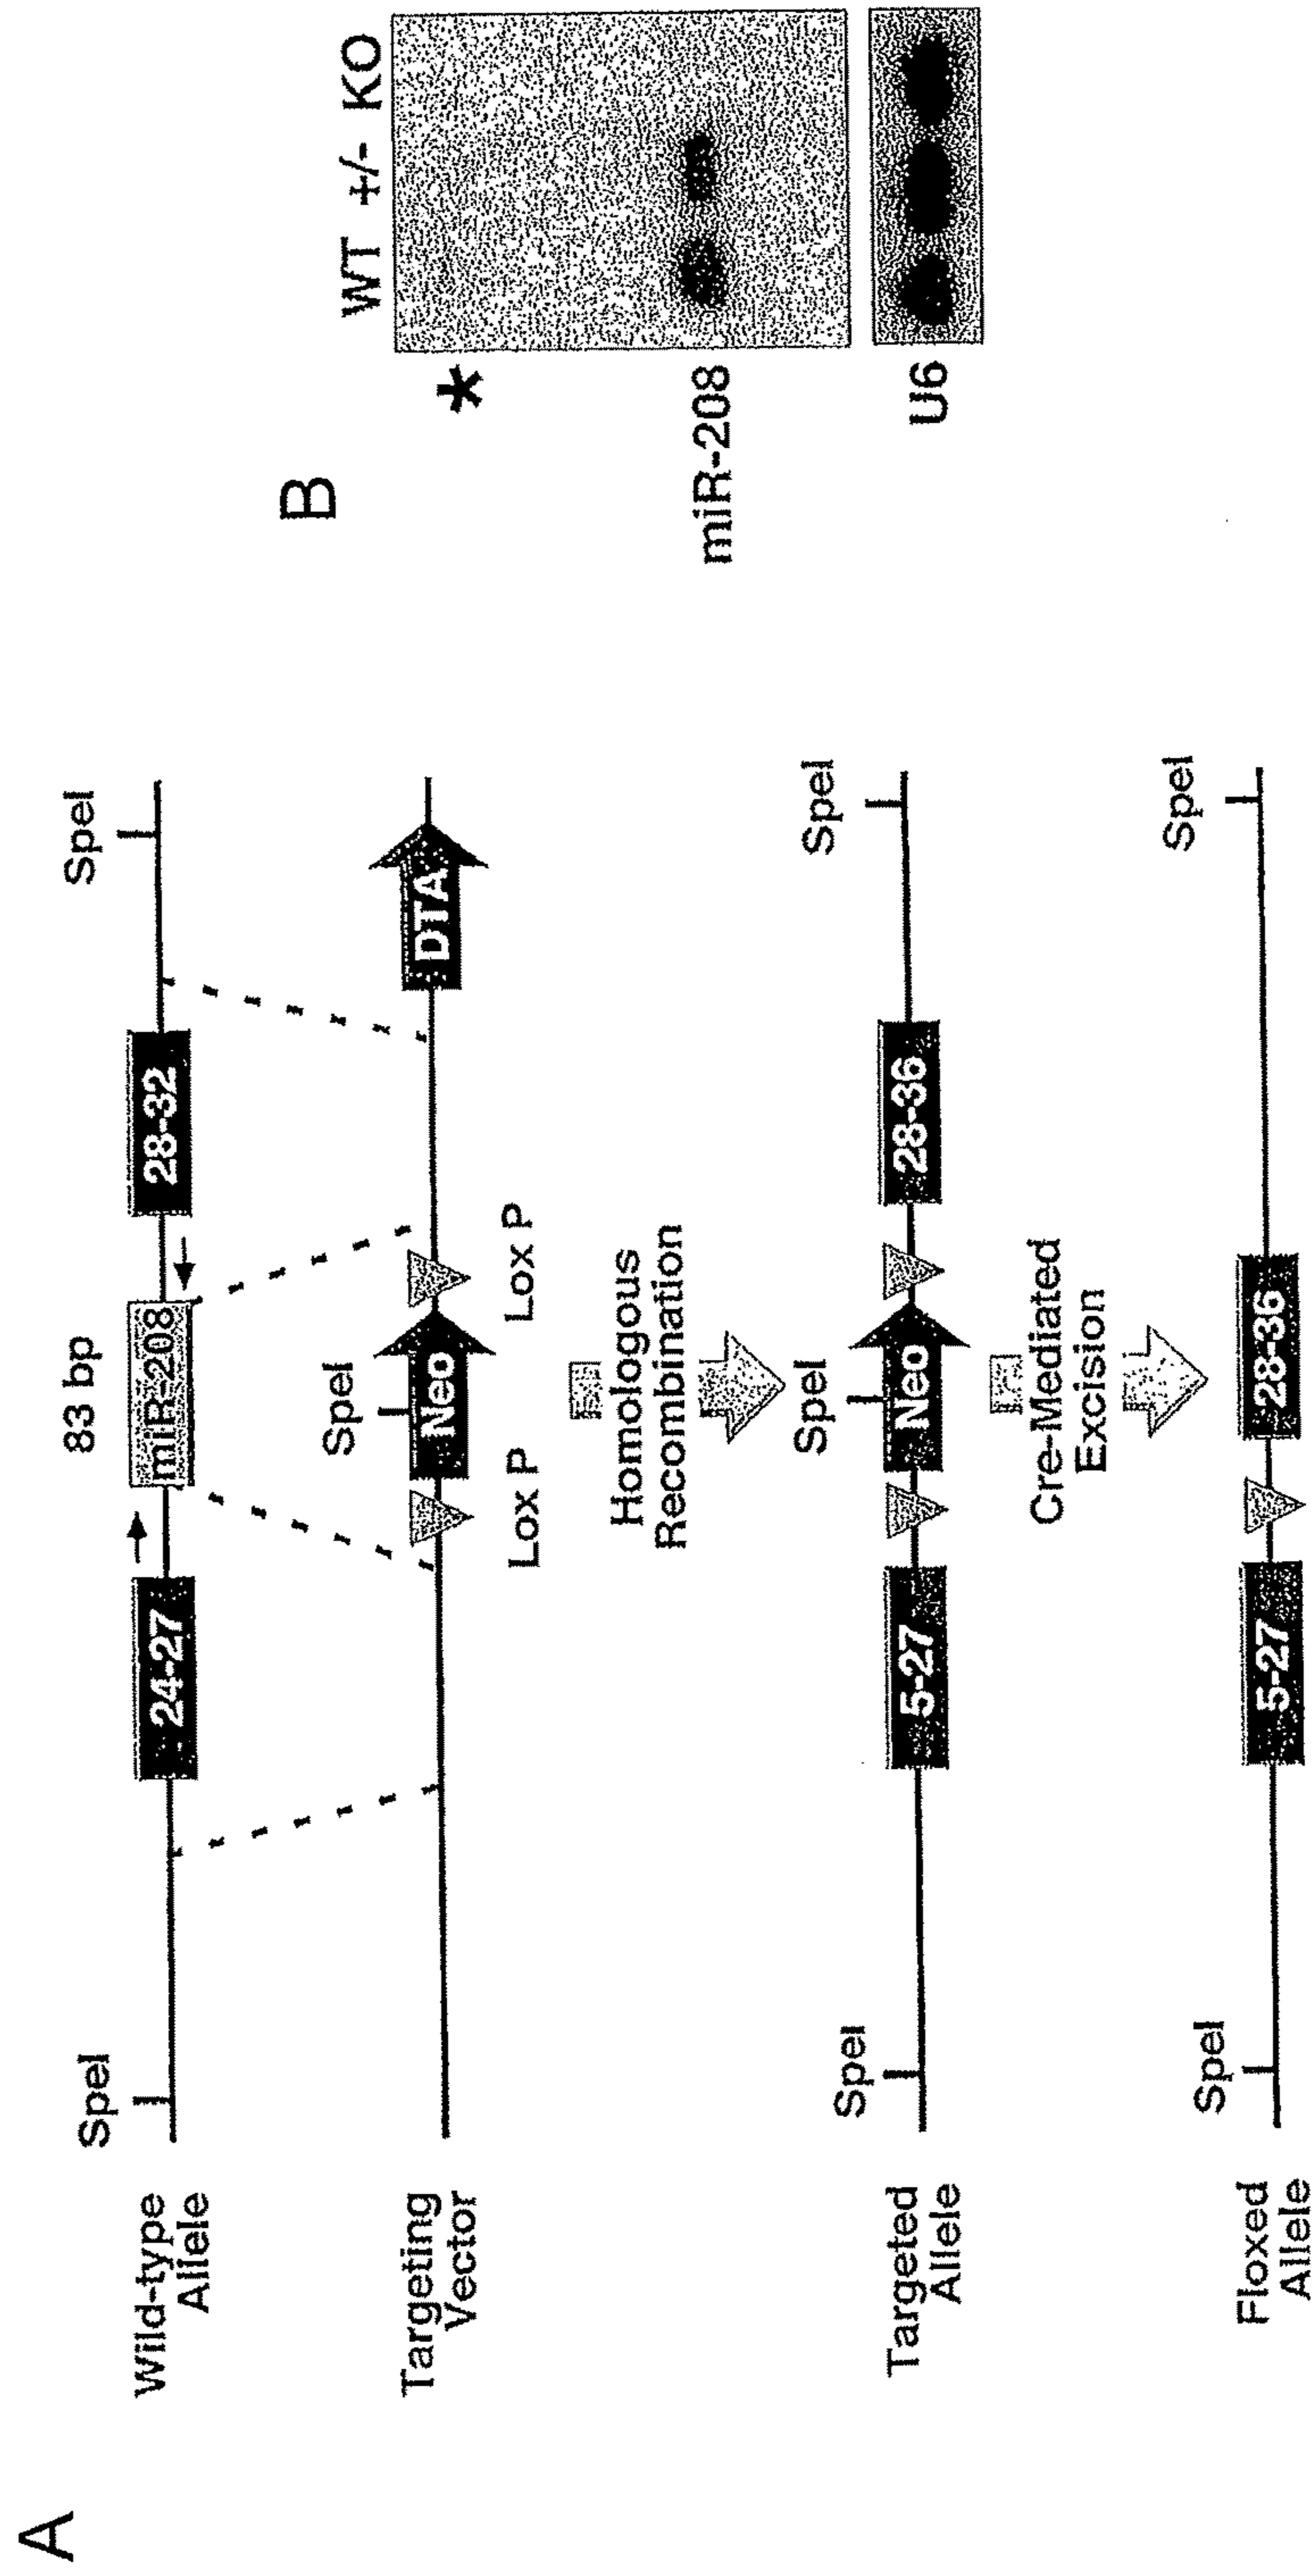 A
Wild-type
Allele
SpeI
24-27
83 bp
miR-208
28-32
SpeI
Targeting
Vector
Lox P
SpeI
Neo
Lox P
DTA
Homologous
Recombination
Targeted
Allele
SpeI
5-27
SpeI
Neo
28-36
SpeI
Cre-Mediated
Excision
Floxed
Allele
SpeI
5-27
28-36
SpeI
B
WT +/- KO
*
miR-208
U6